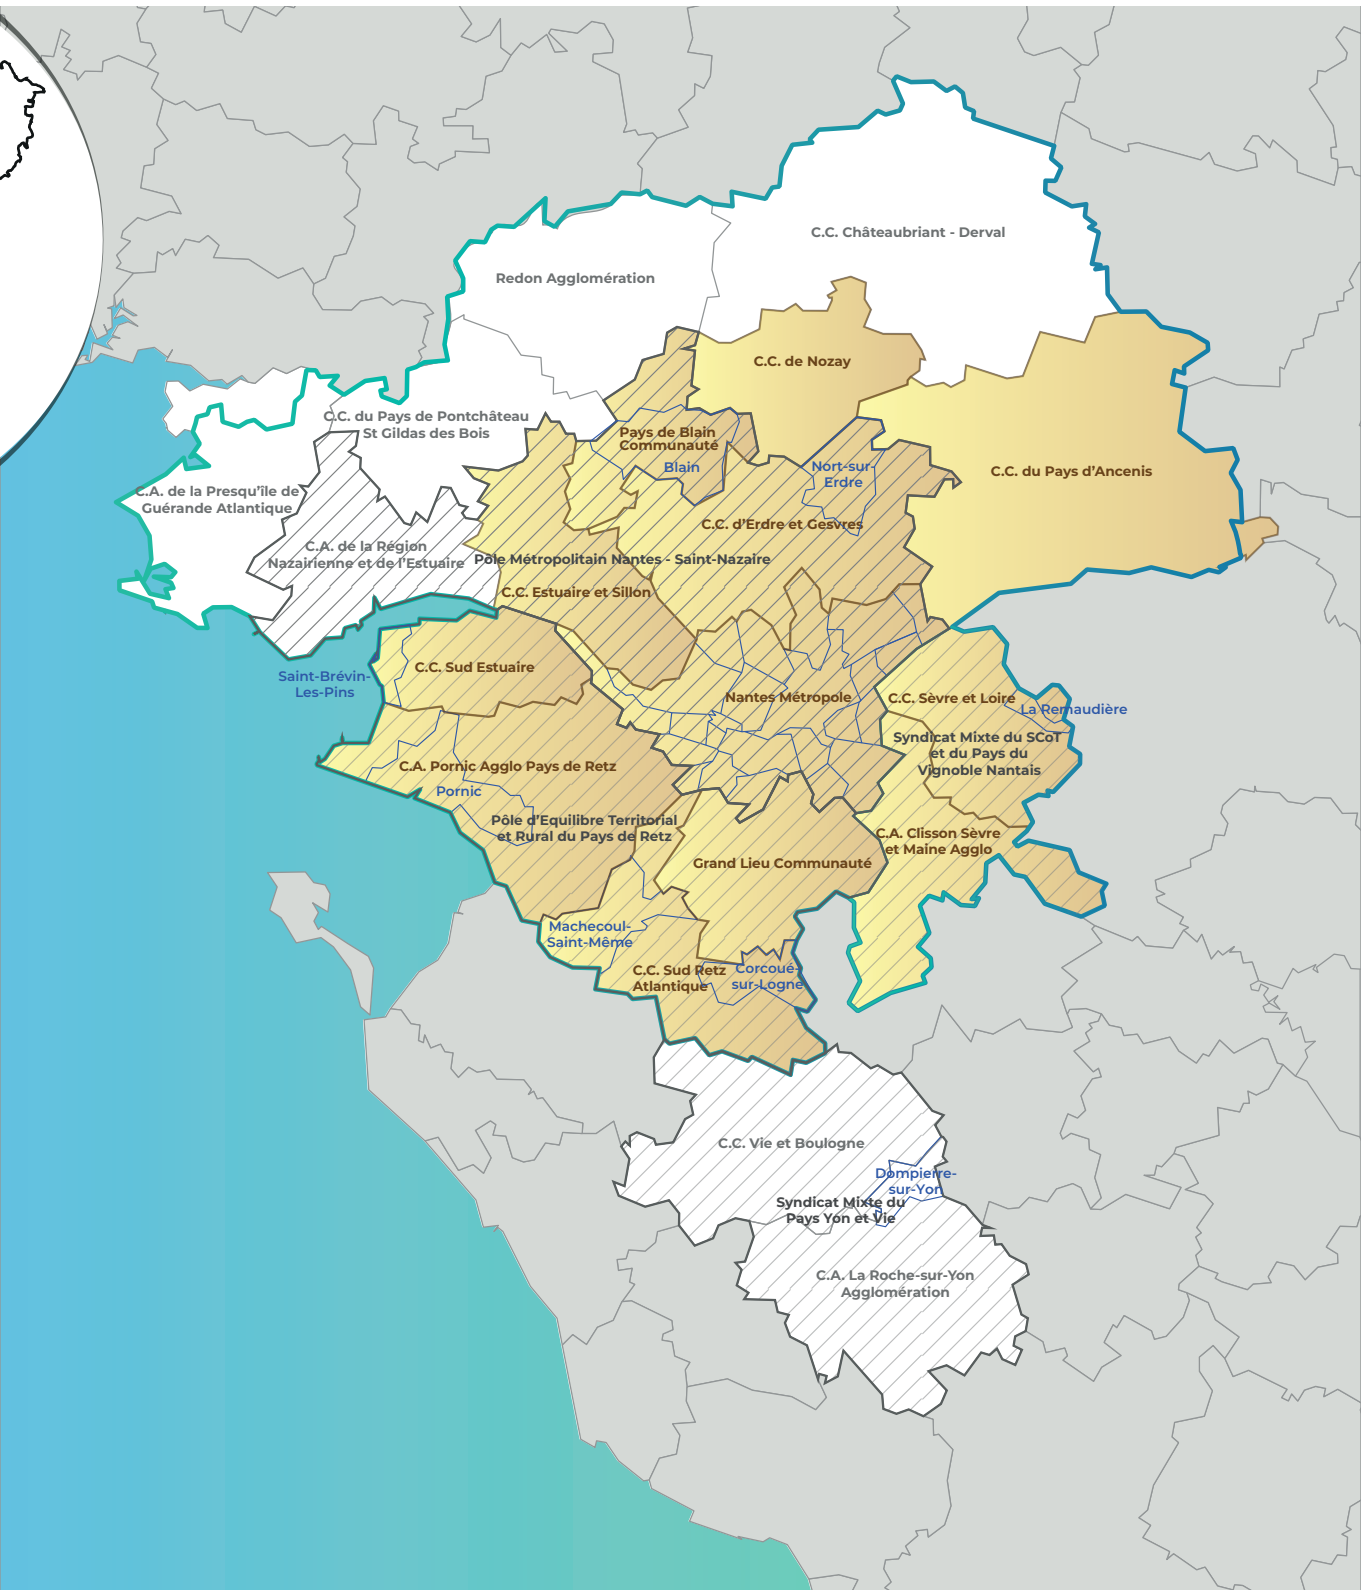 C.C. Châteaubriant - Derval
Redon Agglomération
C.C. de Nozay
C.C. du Pays de Pontchâteau
St Gildas des Bois
Pays de Blain
Communauté
Blain
Nort-sur-
Erdre
C.C. du Pays d'Ancenis
C.A. de la Presqu'île de
Guérande Atlantique
C.C. d'Erdre et Gesvres
C.A. de la Région
Nazairienne et de l'Estuaire
Pôle Métropolitain Nantes - Saint-Nazaire
C.C. Estuaire et Sillon
C.C. Sud Estuaire
Saint-Brévin-
Les-Pins
Nantes Métropole
C.C. Sèvre et Loire
La Remaudière
Syndicat Mixte du SCoT
et du Pays du
Vignoble Nantais
C.A. Pornic Agglo Pays de Retz
Pornic
Pôle d'Equilibre Territorial
et Rural du Pays de Retz
C.A. Clisson Sèvre
et Maine Agglo
Grand Lieu Communauté
Machecoul-
Saint-Même
C.C. Sud Retz
Atlantique
Corcoué-
sur-Logne
C.C. Vie et Boulogne
Dompierre-
sur-Yon
Syndicat Mixte du
Pays Yon et Vie
C.A. La Roche-sur-Yon
Agglomération